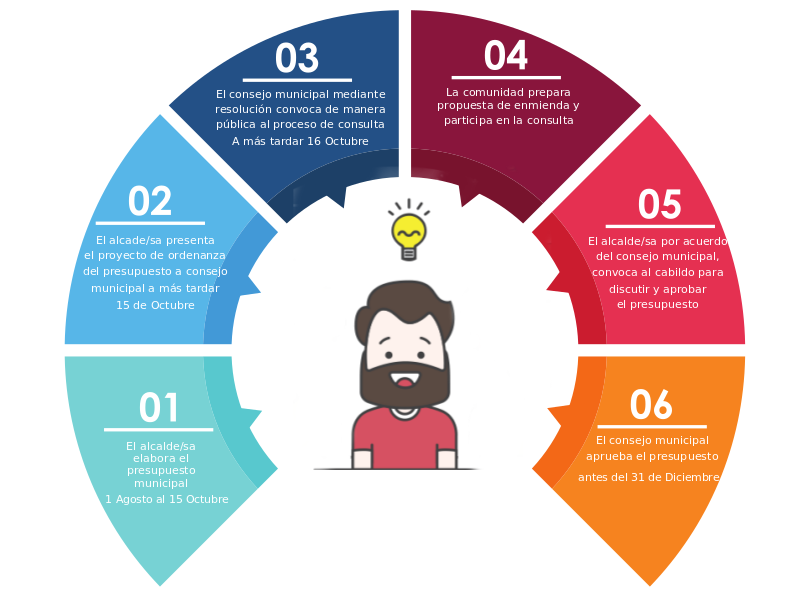 01
El alcalde/sa
elabora el
presupuesto
municipal
1 Agosto al 15 Octubre
02
El alcade/sa presenta
el proyecto de ordenanza
del presupuesto a consejo
municipal a más tardar
15 de Octubre
03
El consejo municipal mediante
resolución convoca de manera
pública al proceso de consulta
A más tardar 16 Octubre
04
La comunidad prepara
propuesta de enmienda y
participa en la consulta
05
El alcalde/sa por acuerdo
del consejo municipal,
convoca al cabildo para
discutir y aprobar
el presupuesto
06
El consejo municipal
aprueba el presupuesto
antes del 31 de Diciembre